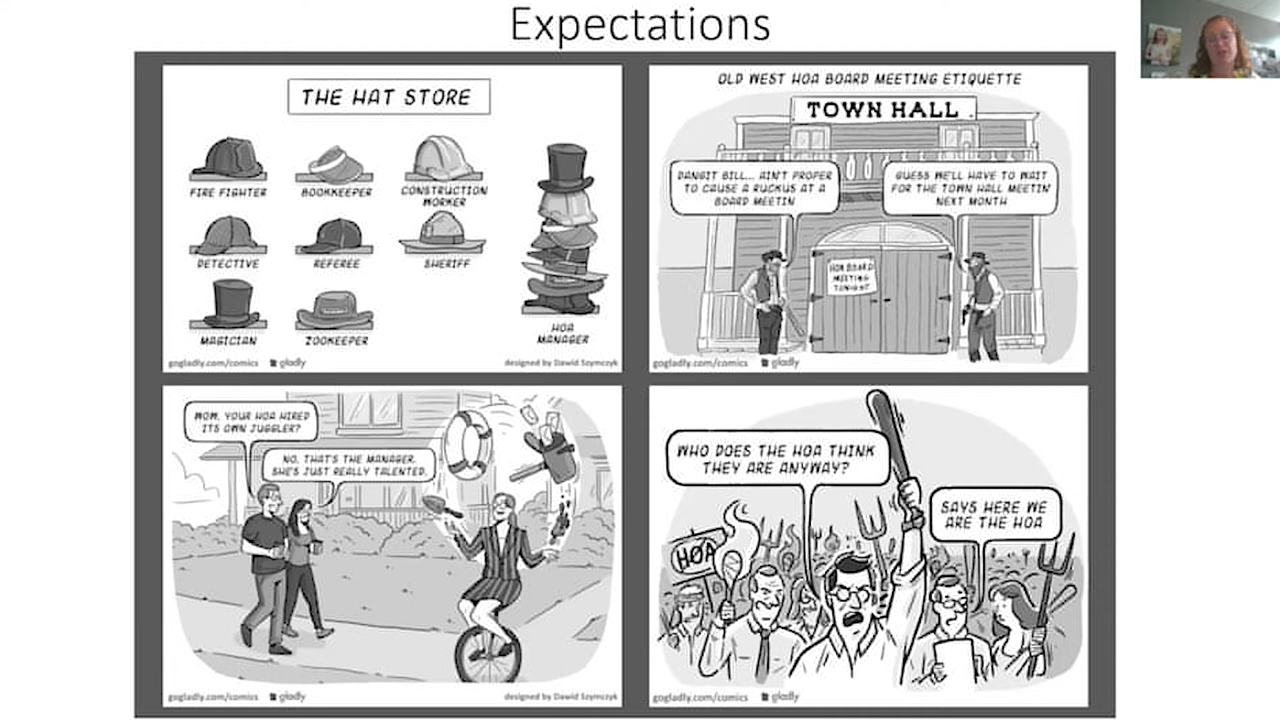 Expectations
THE HAT STORE
FIRE FIGHTER
BOOKKEEPER
CONSTRUCTION
WORKER
DETECTIVE
REFEREE
SHERIFF
MAGICIAN
ZOOKEEPER
HOA
MANAGER
gogladly.com/comics
gladly
designed by Dawid Szymczyk
OLD WEST HOA BOARD MEETING ETIQUETTE
TOWN HALL
DANGIT BILL... AIN'T PROPER
TO CAUSE A RUCKUS AT A
BOARD MEETIN
GUESS WE'LL HAVE TO WAIT
FOR THE TOWN HALL MEETIN'
NEXT MONTH
HOA BOARD
MEETING
TONIGHT
gogladly.com/comics
gladly
WOW, YOUR HOA HIRED
ITS OWN JUGGLER?
NO, THAT'S THE MANAGER.
SHE'S JUST REALLY TALENTED.
gogladly.com/comics
gladly
designed by Dawid Szymczyk
WHO DOES THE HOA THINK
THEY ARE ANYWAY?
SAYS HERE WE
ARE THE HOA
HOA
gogladly.com/comics
gladly